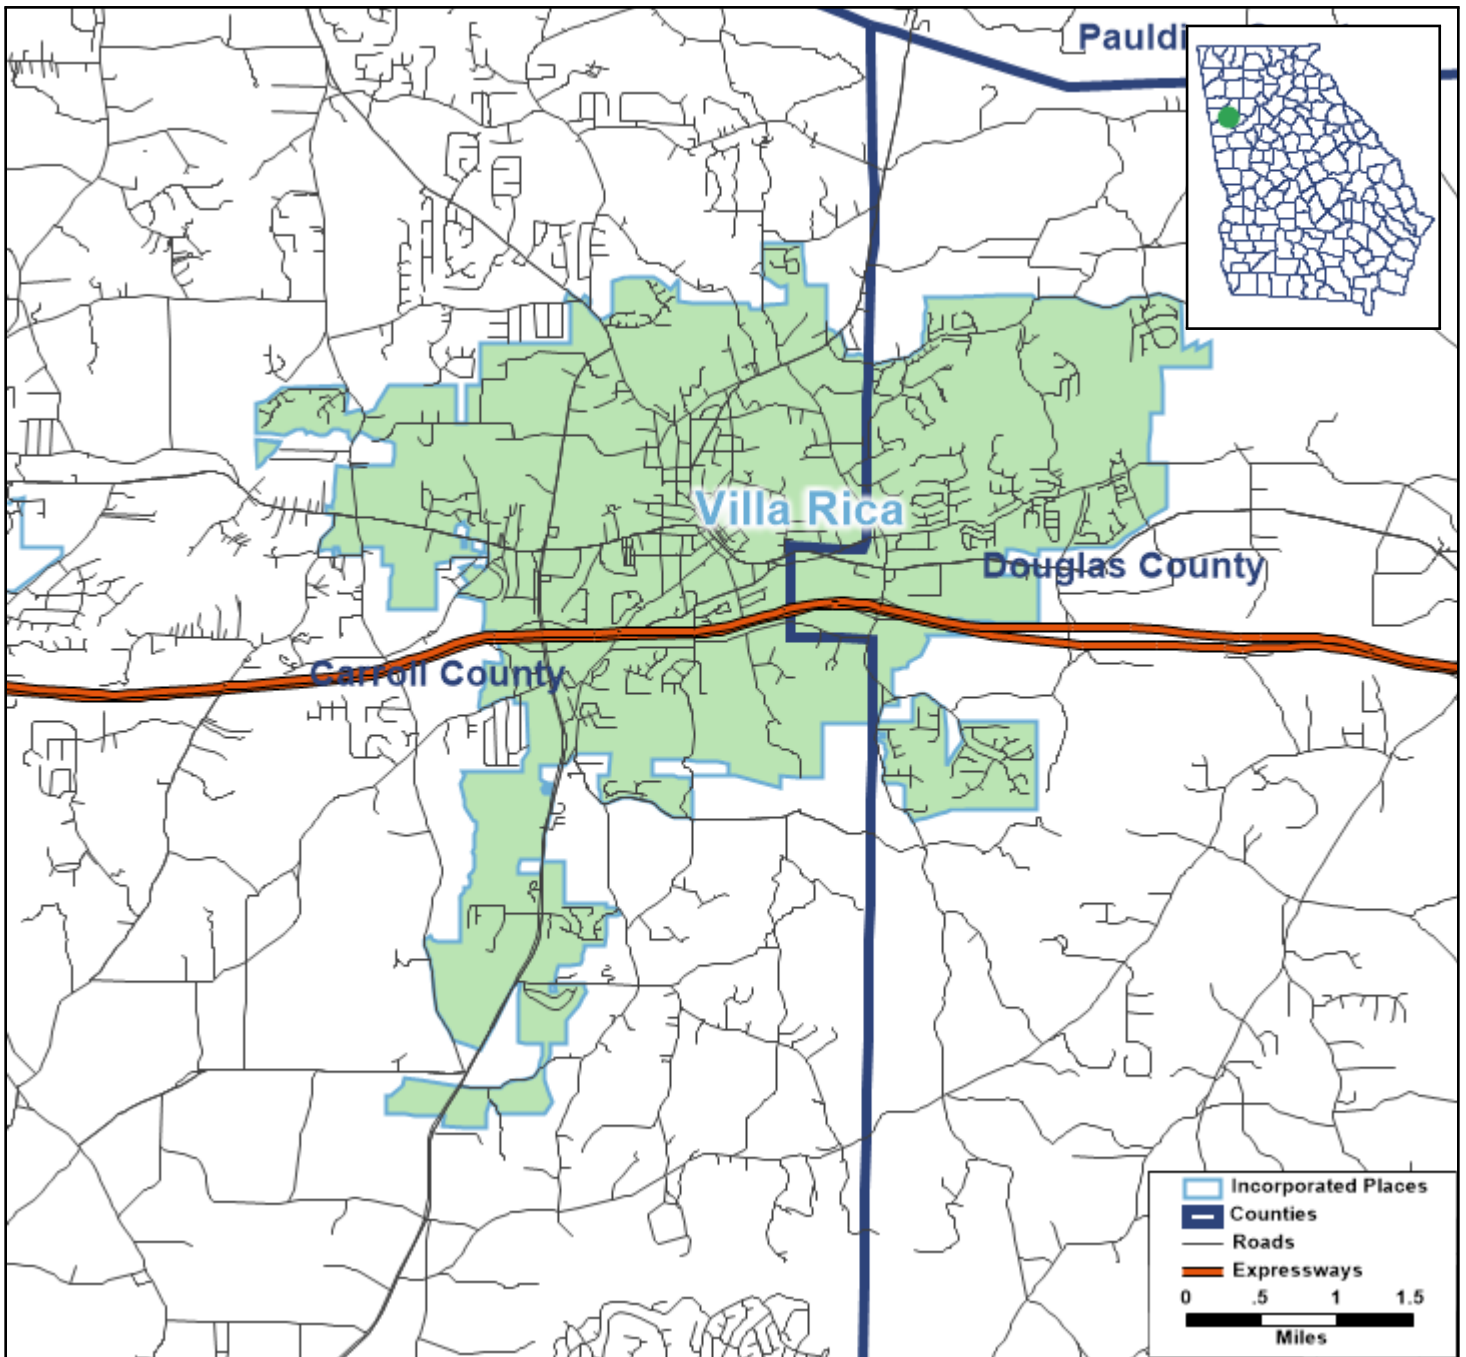 Pauldi
Villa Rica
Douglas County
Carroll County
Incorporated Places
Counties
Roads
Expressways
0 .5 1 1.5
Miles